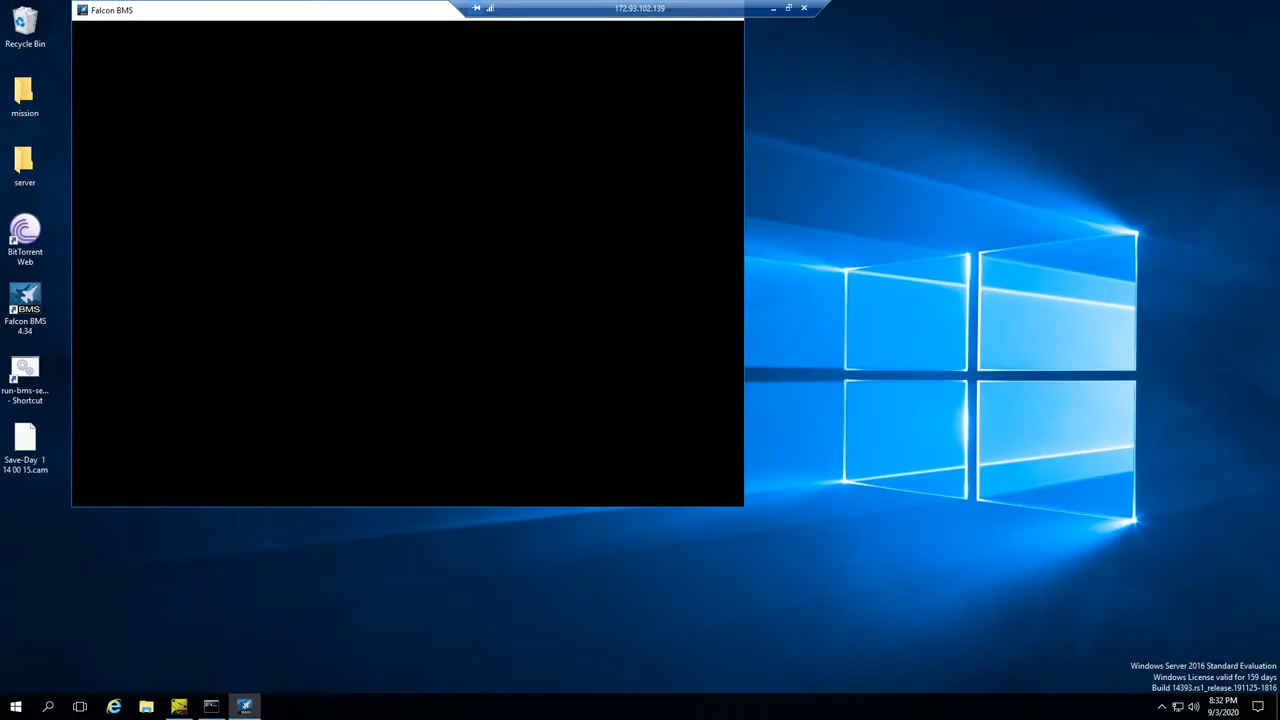 Falcon BMS
172.93.102.139
Recycle Bin
mission
server
BitTorrent
Web
BMS
Falcon BMS
4.34
run-bms-se...
- Shortcut
Save-Day 1
14 00 15.cam
Windows Server 2016 Standard Evaluation
Windows License valid for 159 days
Build 14393.rs1_release.191125-1816
BMS
8:32 PM
9/3/2020